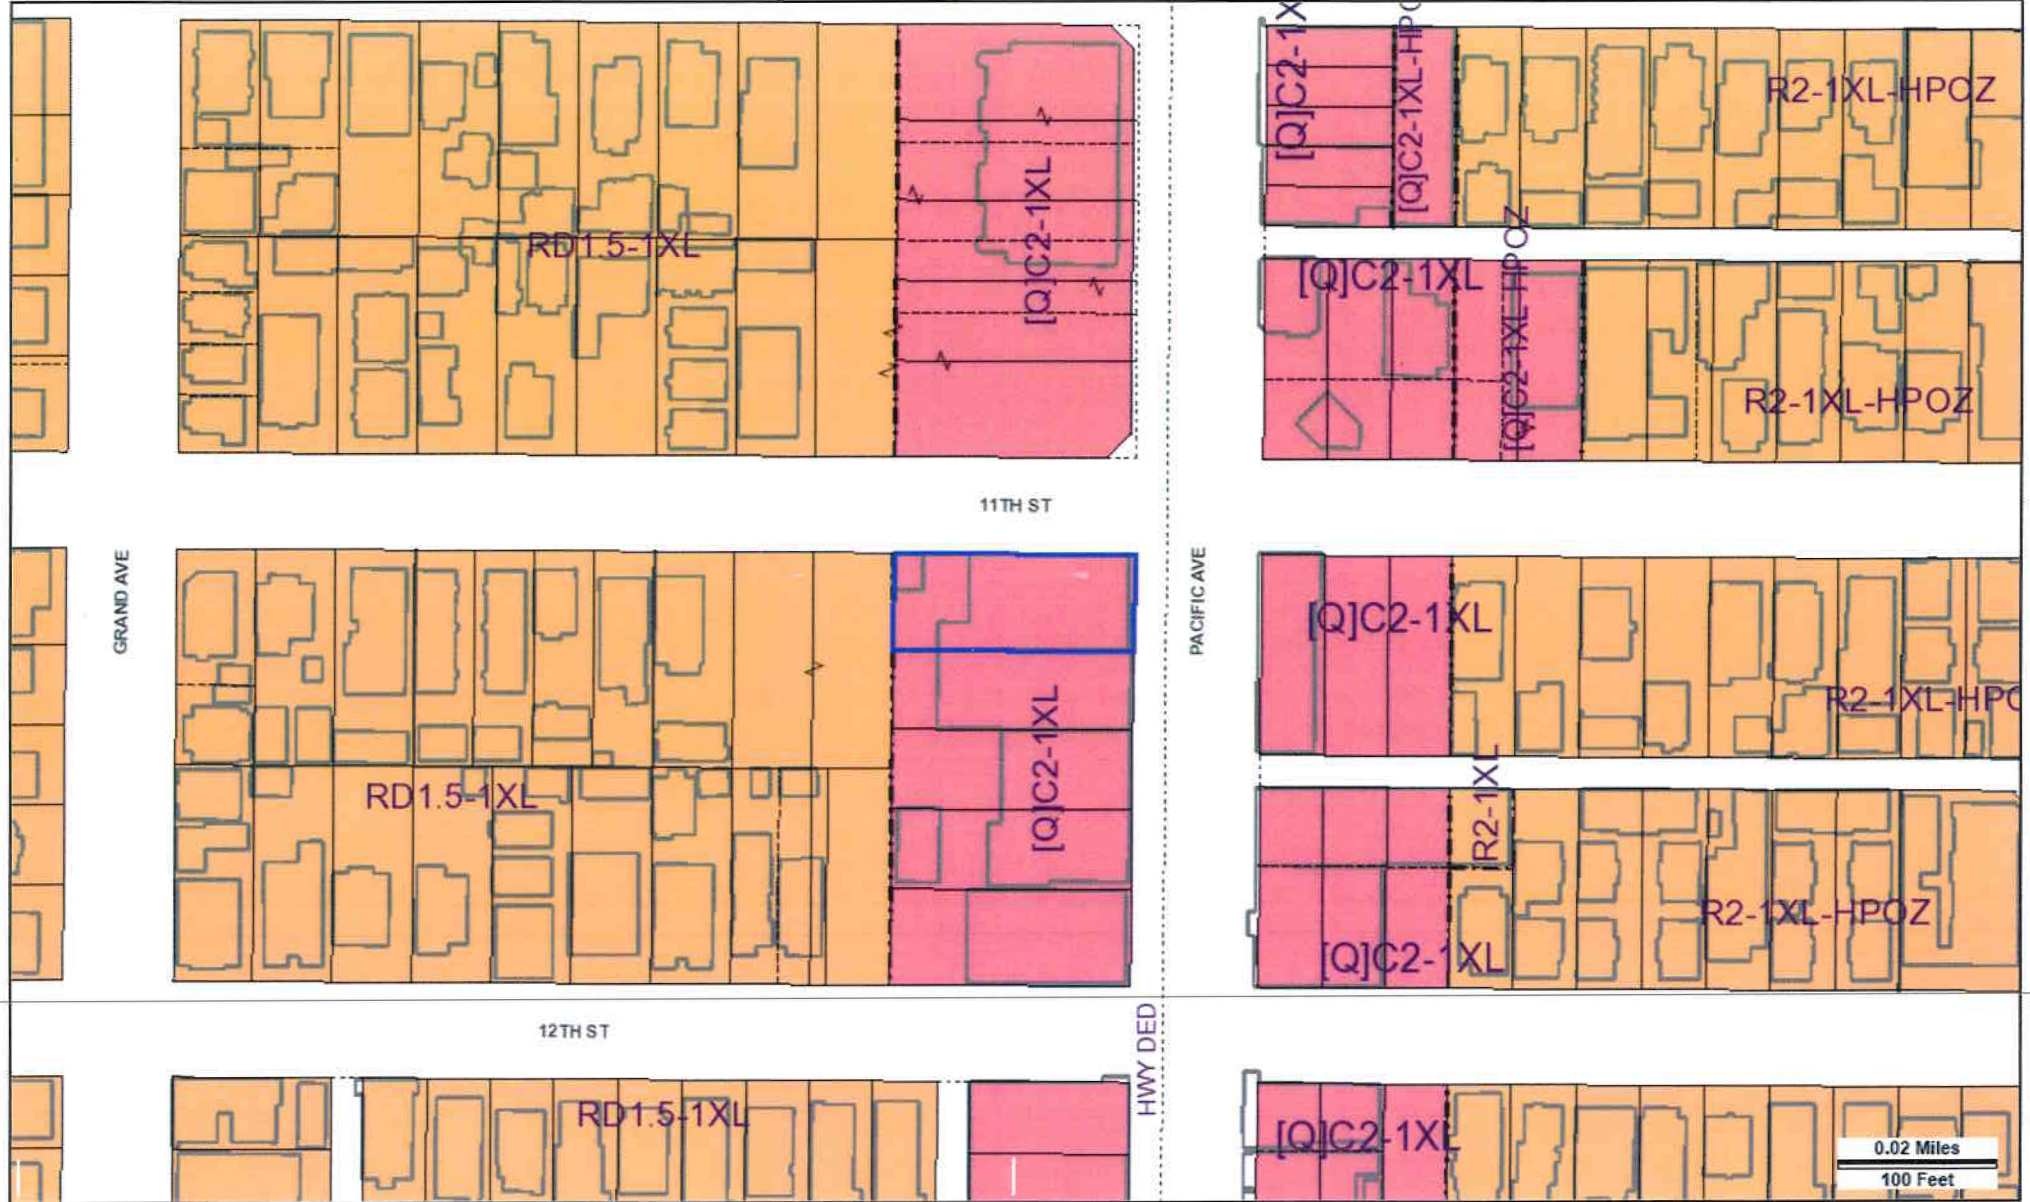 [Q]C2-1X
[Q]C2-1XL-HPO
R2-1XL-HPOZ
RD1.5-1XL
[Q]C2-1XL
[Q]C2-1XL
[Q]C2-1XL-HPOZ
R2-1XL-HPOZ
11TH ST
GRAND AVE
PACIFIC AVE
[Q]C2-1XL
R2-1XL-HPO
RD1.5-1XL
[Q]C2-1XL
R2-1XL
R2-1XL-HPOZ
[Q]C2-1XL
12TH ST
HWY DED
RD1.5-1XL
[Q]C2-1XL
0.02 Miles
100 Feet